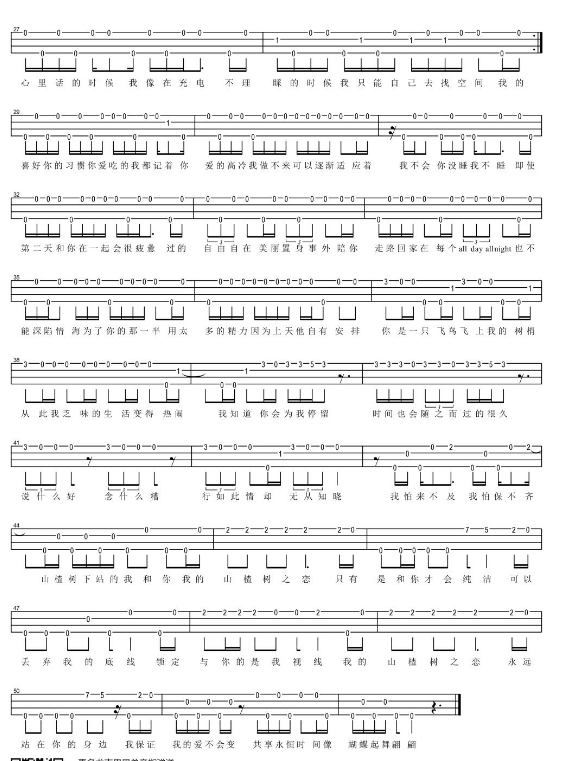 27
心里话的时候 我像在充电 不理 睬的时候我只能自己去找空间 我的
29
喜好你的习惯你爱吃的我都记着你 爱的高冷我做不来可以逐渐适应着 我不会你没睡我不睡 即使
32
第二天和你在一起会很疲惫 过的 自由自在 美丽置身事外陪你 走路回家在 每个all day all night也不
35
能深陷情 海为了你的那一半 用太 多的精力因为上天他自有 安排 你 是一只 飞鸟飞上我的 树梢
38
从 此我乏 味的生 活变得 热闹 我知道 你会为我停留 时间也会随之而过的很久
41
说什么好 念什么嘴 行如此情却 无从知晓 我怕来不及 我怕保不齐
44
山楂树下站的我 和你 我的 山 楂 树 之 恋 只有 是和你才会纯洁 可以
47
丢 弃 我 的 底线 锁定 与 你的是我视线 我的 山 楂 树 之 恋 永远
50
站在你的身边 我保证 我的爱不会变 共享永恒时间像 蝴蝶起舞翩 翩